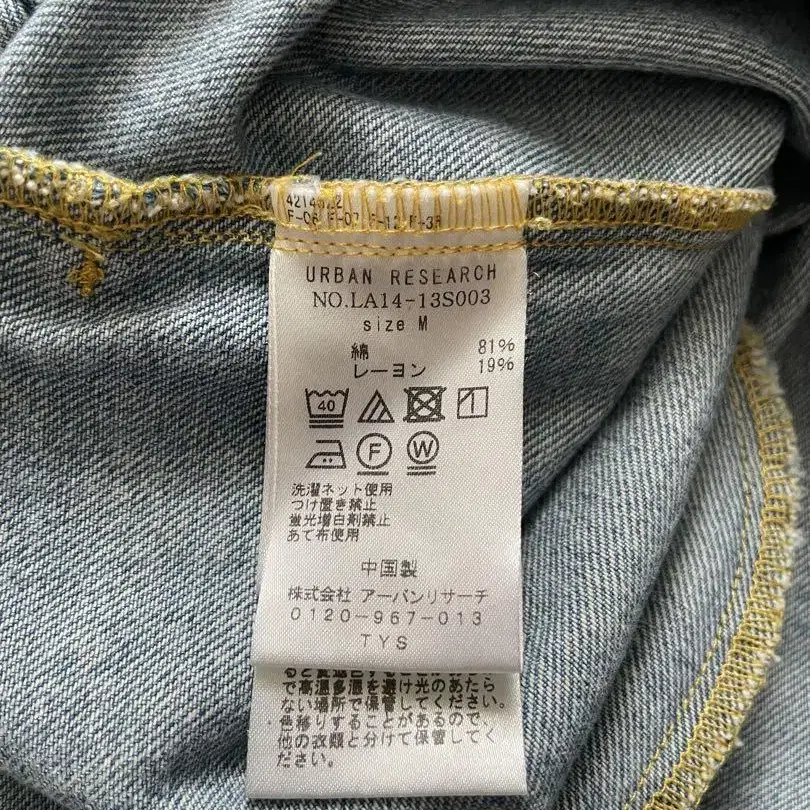 URBAN RESEARCH
NO.LA14-13S003
size M
綿 81%
レーヨン 19%
40
F W
洗濯ネット使用
つけ置き禁止
蛍光増白剤禁止
あて布使用
中国製
株式会社 アーバンリサーチ
0120-967-013
TYS
で高温多湿を避け光のあたら
ない場所で保管してください。
色移りすることがあるので、
他の衣類と分けて保管してく
ださい。